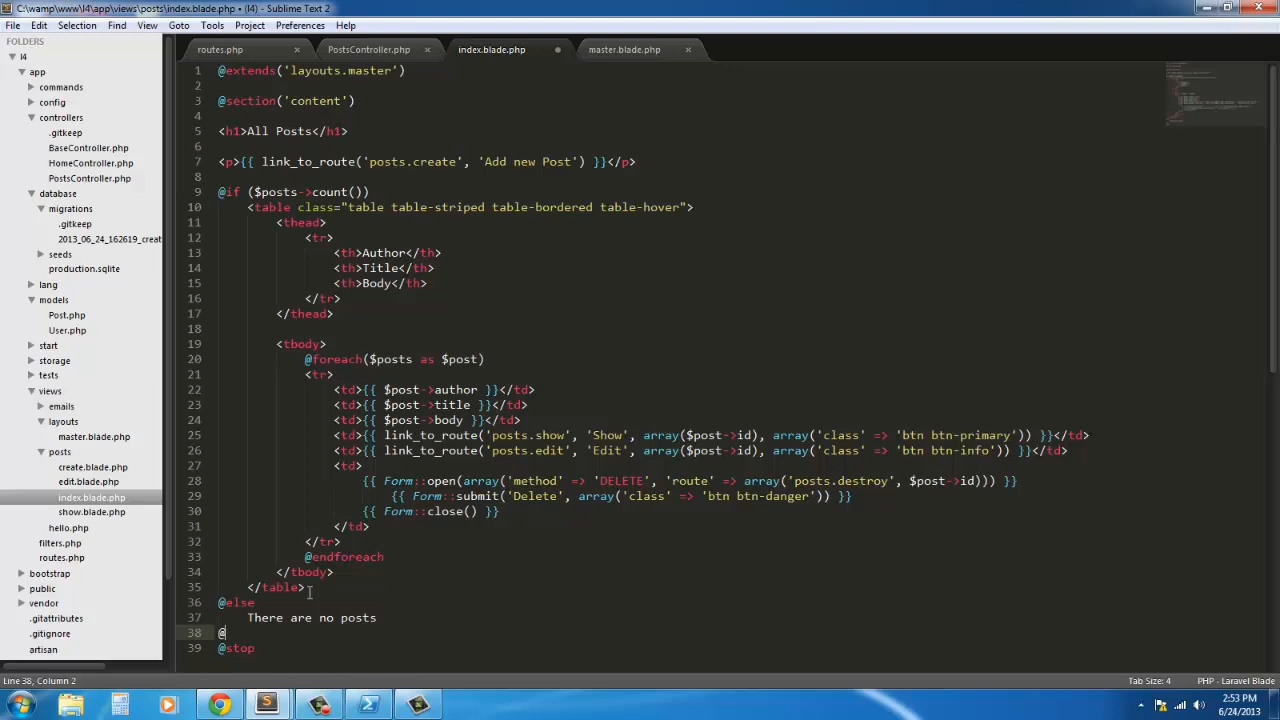 C:\wamp\www\l4\app\views\posts\index.blade.php • (l4) - Sublime Text 2
File Edit Selection Find View Goto Tools Project Preferences Help
FOLDERS
l4
app
commands
config
controllers
.gitkeep
BaseController.php
HomeController.php
PostsController.php
database
migrations
.gitkeep
2013_06_24_162619_creat
seeds
production.sqlite
lang
models
Post.php
User.php
start
storage
tests
views
emails
layouts
master.blade.php
posts
create.blade.php
edit.blade.php
index.blade.php
show.blade.php
hello.php
filters.php
routes.php
bootstrap
public
vendor
.gitattributes
.gitignore
artisan
routes.php × PostsController.php × index.blade.php • master.blade.php ×
1 @extends('layouts.master')
2
3 @section('content')
4
5 <h1>All Posts</h1>
6
7 <p>{{ link_to_route('posts.create', 'Add new Post') }}</p>
8
9 @if ($posts->count())
10 <table class="table table-striped table-bordered table-hover">
11 <thead>
12 <tr>
13 <th>Author</th>
14 <th>Title</th>
15 <th>Body</th>
16 </tr>
17 </thead>
18
19 <tbody>
20 @foreach($posts as $post)
21 <tr>
22 <td>{{ $post->author }}</td>
23 <td>{{ $post->title }}</td>
24 <td>{{ $post->body }}</td>
25 <td>{{ link_to_route('posts.show', 'Show', array($post->id), array('class' => 'btn btn-primary')) }}</td>
26 <td>{{ link_to_route('posts.edit', 'Edit', array($post->id), array('class' => 'btn btn-info')) }}</td>
27 <td>
28 {{ Form::open(array('method' => 'DELETE', 'route' => array('posts.destroy', $post->id))) }}
29 {{ Form::submit('Delete', array('class' => 'btn btn-danger')) }}
30 {{ Form::close() }}
31 </td>
32 </tr>
33 @endforeach
34 </tbody>
35 </table>
36 @else
37 There are no posts
38 @
39 @stop
Line 38, Column 2 Tab Size: 4 PHP - Laravel Blade
2:53 PM
6/24/2013